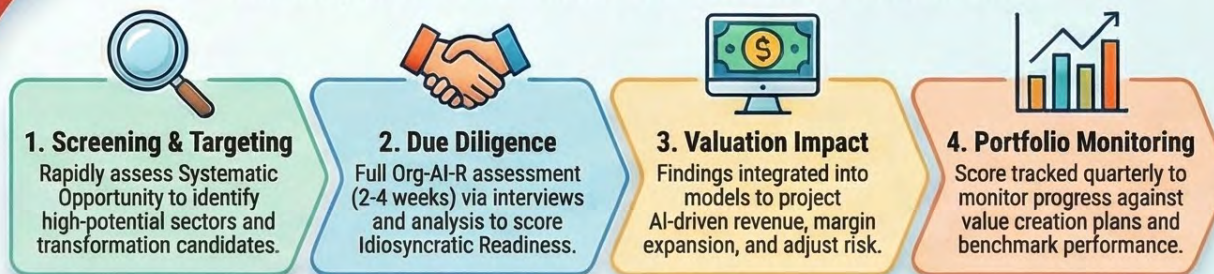 $
1. Screening & Targeting
Rapidly assess Systematic
Opportunity to identify
high-potential sectors and
transformation candidates.
2. Due Diligence
Full Org-AI-R assessment
(2-4 weeks) via interviews
and analysis to score
Idiosyncratic Readiness.
3. Valuation Impact
Findings integrated into
models to project
AI-driven revenue, margin
expansion, and adjust risk.
4. Portfolio Monitoring
Score tracked quarterly to
monitor progress against
value creation plans and
benchmark performance.